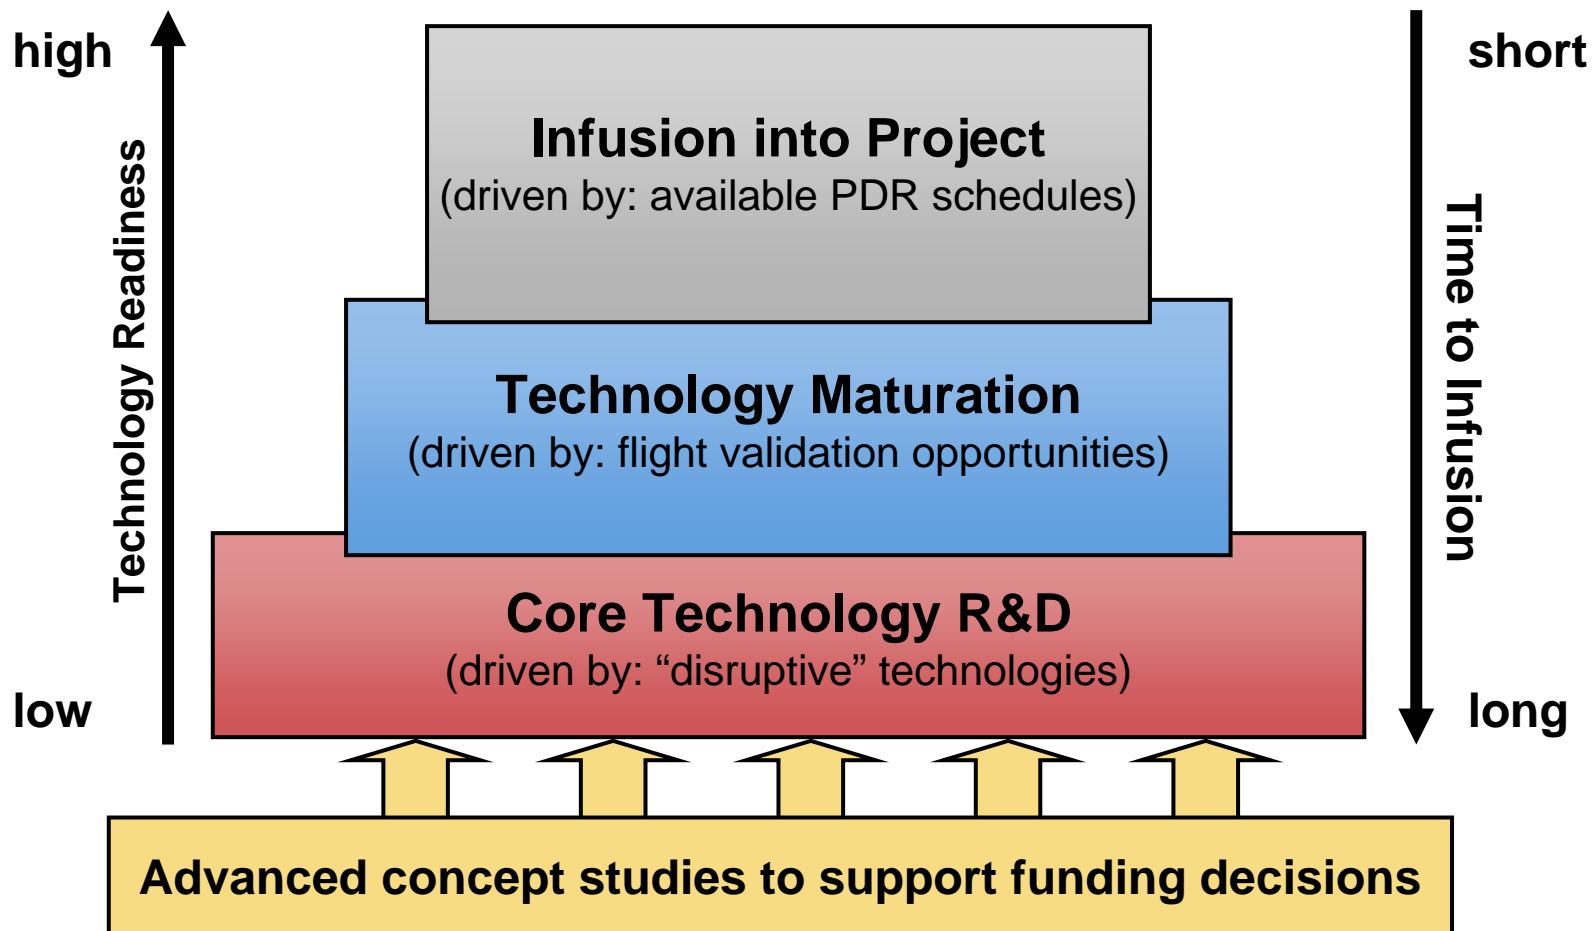 high
short
Technology Readiness
Infusion into Project
(driven by: available PDR schedules)
Time to Infusion
Technology Maturation
(driven by: flight validation opportunities)
Core Technology R&D
(driven by: “disruptive” technologies)
low
long
Advanced concept studies to support funding decisions